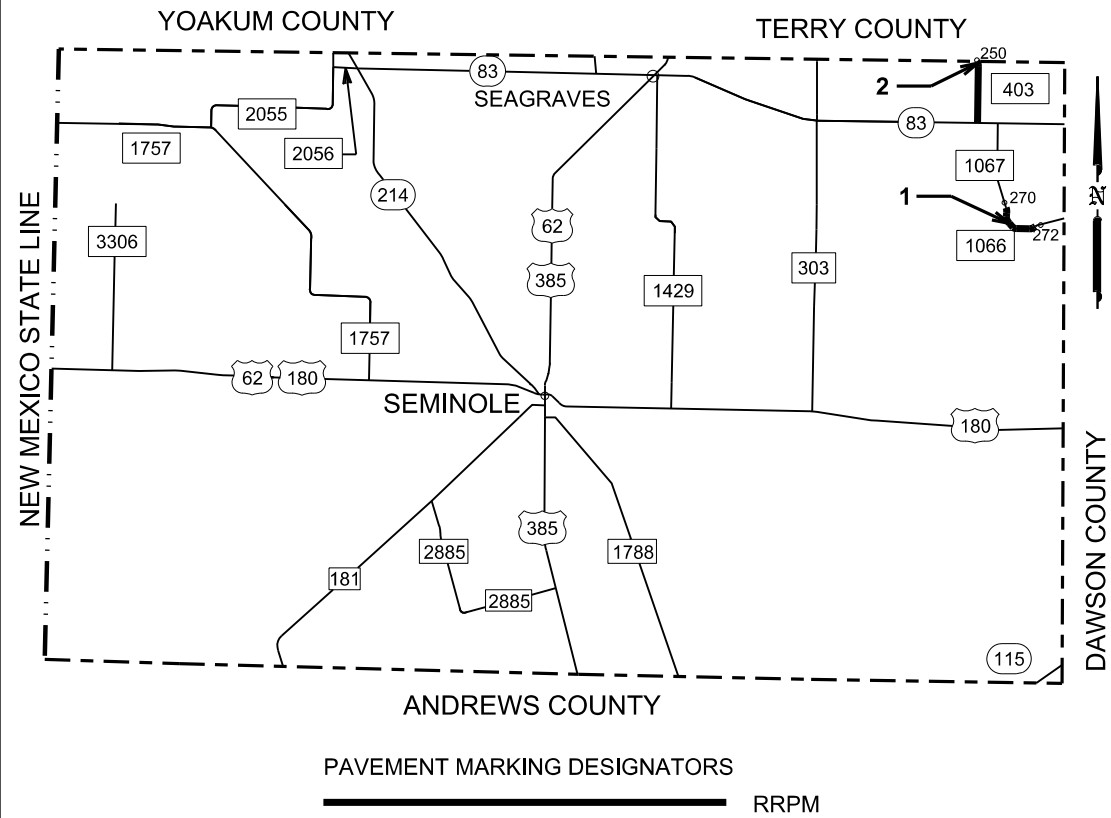 YOAKUM COUNTY
TERRY COUNTY
250
2
83
403
SEAGRAVES
2055
83
1757
2056
1067
214
1
270
NEW MEXICO STATE LINE
N
62
3306
1066
272
303
385
1429
1757
62
180
SEMINOLE
180
385
DAWSON COUNTY
2885
1788
181
2885
115
ANDREWS COUNTY
PAVEMENT MARKING DESIGNATORS
RRPM